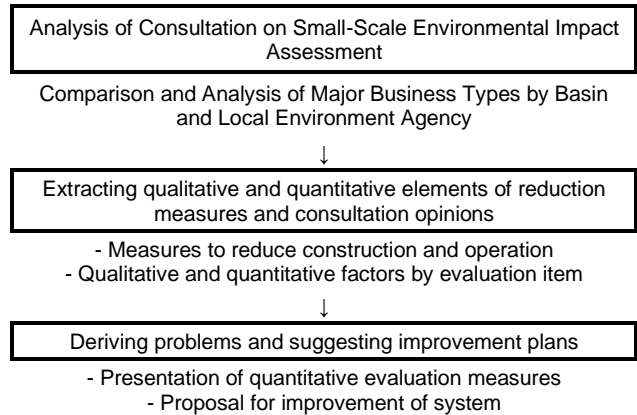 Analysis of Consultation on Small-Scale Environmental Impact
Assessment
Comparison and Analysis of Major Business Types by Basin
and Local Environment Agency
↓
Extracting qualitative and quantitative elements of reduction
measures and consultation opinions
- Measures to reduce construction and operation
- Qualitative and quantitative factors by evaluation item
↓
Deriving problems and suggesting improvement plans
- Presentation of quantitative evaluation measures
- Proposal for improvement of system